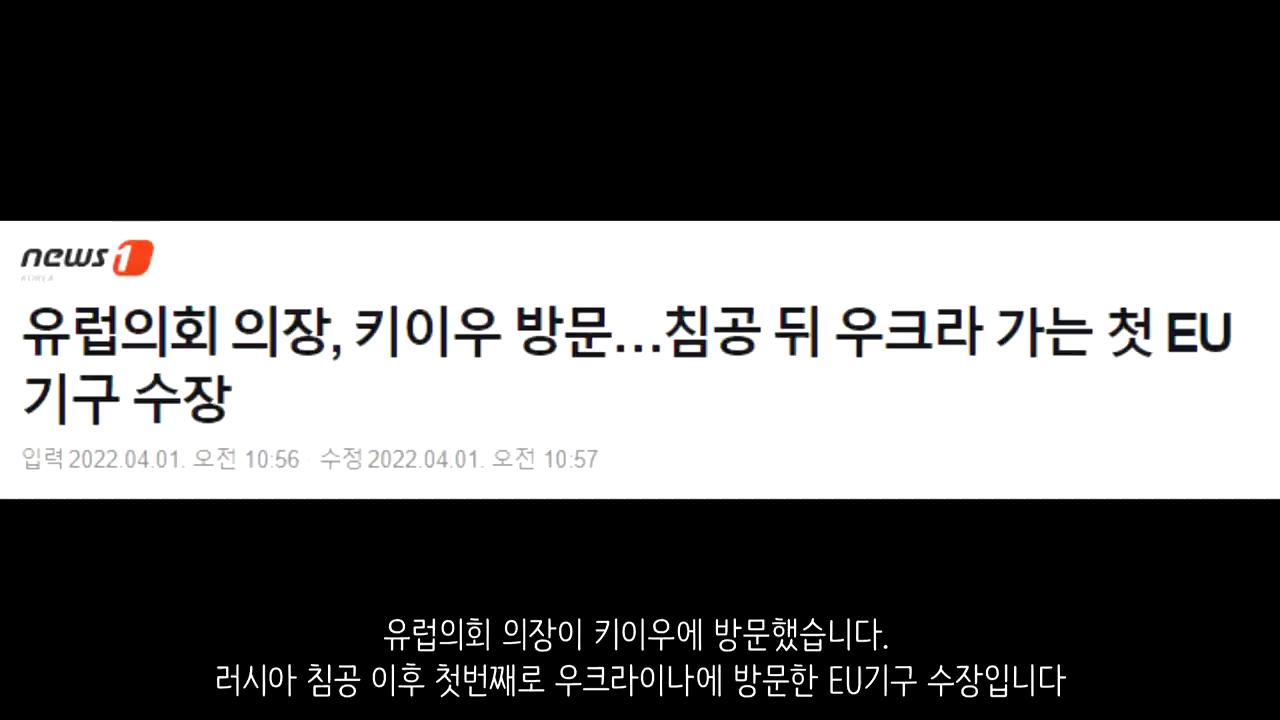 news1
KOREA
유럽의회 의장, 키이우 방문...침공 뒤 우크라 가는 첫 EU
기구 수장
입력 2022.04.01. 오전 10:56 · 수정 2022.04.01. 오전 10:57
유럽의회 의장이 키이우에 방문했습니다.
러시아 침공 이후 첫번째로 우크라이나에 방문한 EU기구 수장입니다